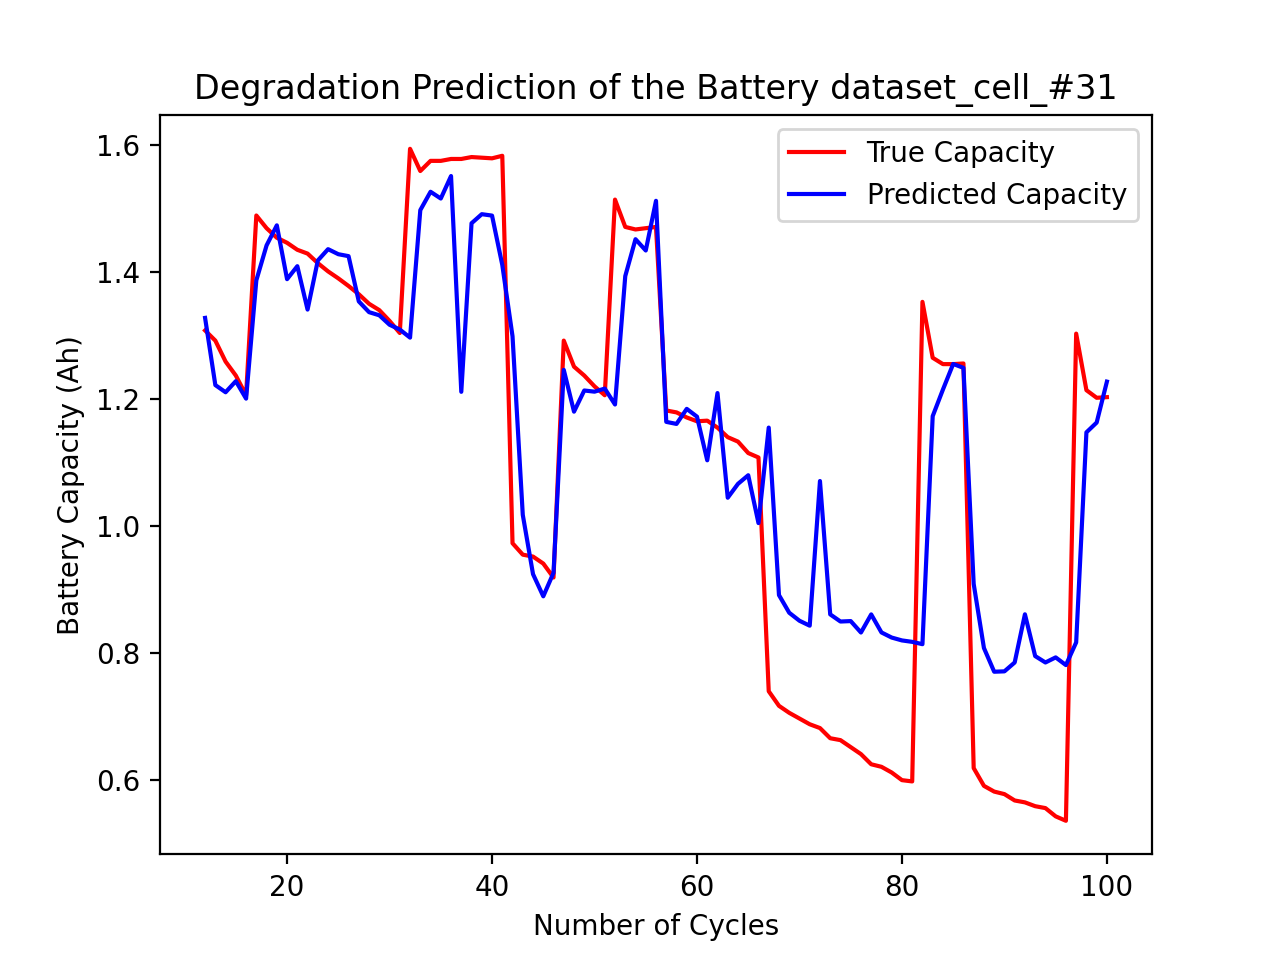 Degradation Prediction of the Battery dataset_cell_#31
True Capacity
Predicted Capacity
Battery Capacity (Ah)
1.6
1.4
1.2
1.0
0.8
0.6
20
40
60
80
100
Number of Cycles